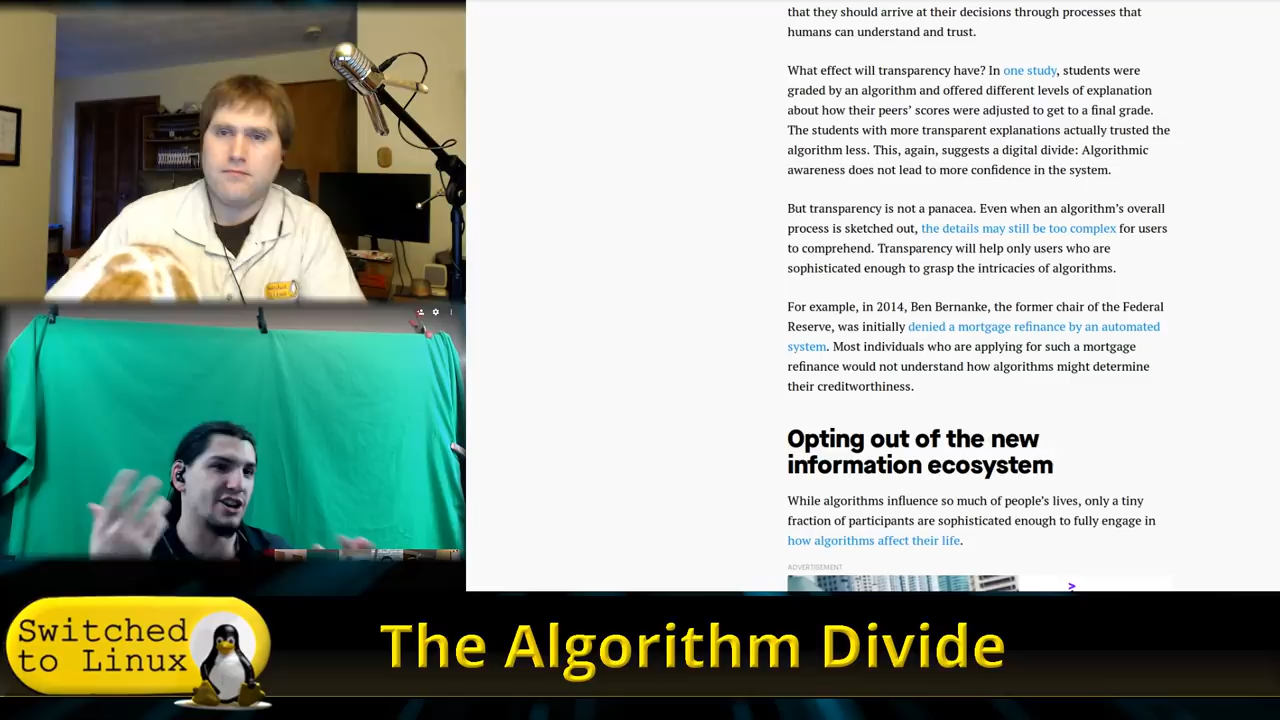 that they should arrive at their decisions through processes that
humans can understand and trust.
What effect will transparency have? In one study, students were
graded by an algorithm and offered different levels of explanation
about how their peers’ scores were adjusted to get to a final grade.
The students with more transparent explanations actually trusted the
algorithm less. This, again, suggests a digital divide: Algorithmic
awareness does not lead to more confidence in the system.
But transparency is not a panacea. Even when an algorithm’s overall
process is sketched out, the details may still be too complex for users
to comprehend. Transparency will help only users who are
sophisticated enough to grasp the intricacies of algorithms.
For example, in 2014, Ben Bernanke, the former chair of the Federal
Reserve, was initially denied a mortgage refinance by an automated
system. Most individuals who are applying for such a mortgage
refinance would not understand how algorithms might determine
their creditworthiness.
Opting out of the new
information ecosystem
While algorithms influence so much of people’s lives, only a tiny
fraction of participants are sophisticated enough to fully engage in
how algorithms affect their life.
ADVERTISEMENT
Switched
to Linux
The Algorithm Divide